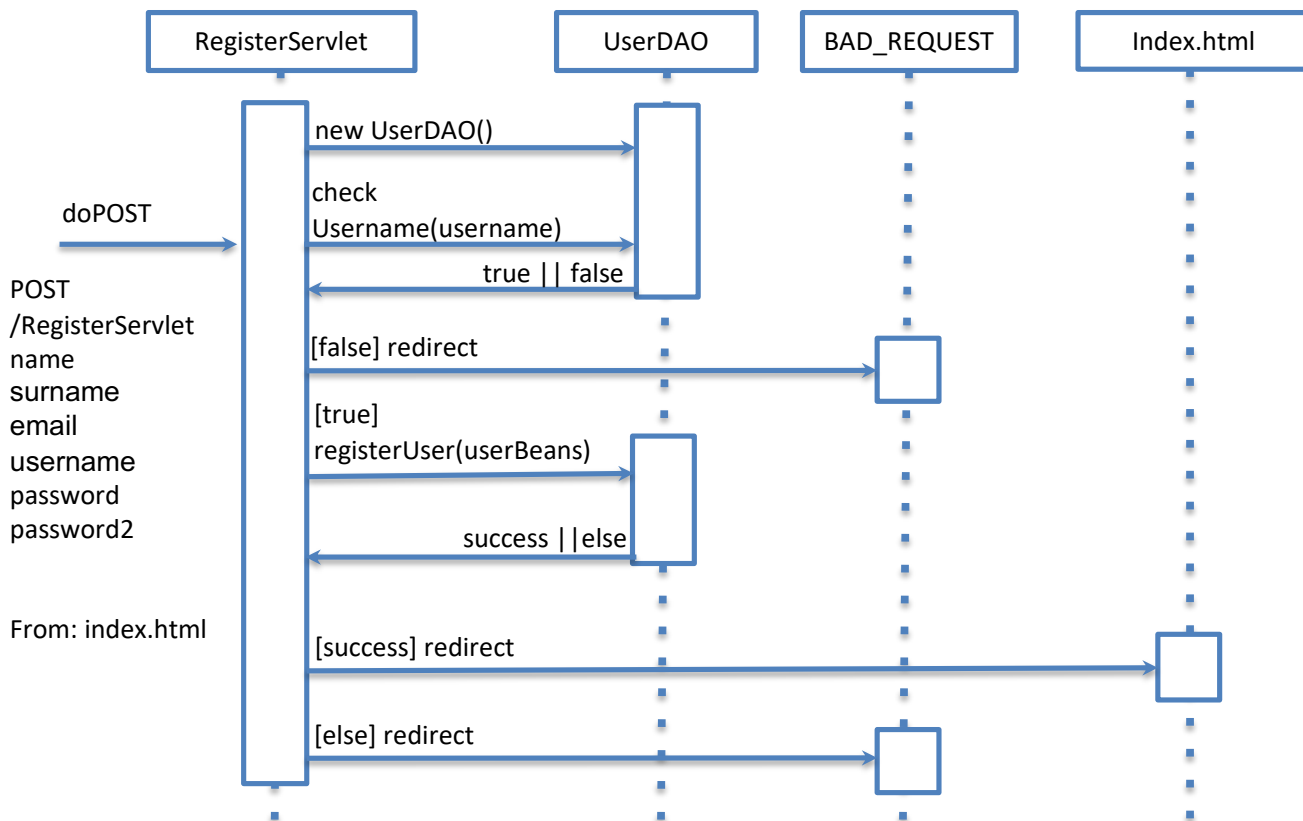 RegisterServlet
UserDAO
BAD_REQUEST
Index.html
new UserDAO()
check
Username(username)
doPOST
true || false
POST
/RegisterServlet
name
surname
email
username
password
password2
[false] redirect
[true]
registerUser(userBeans)
success ||else
From: index.html
[success] redirect
[else] redirect